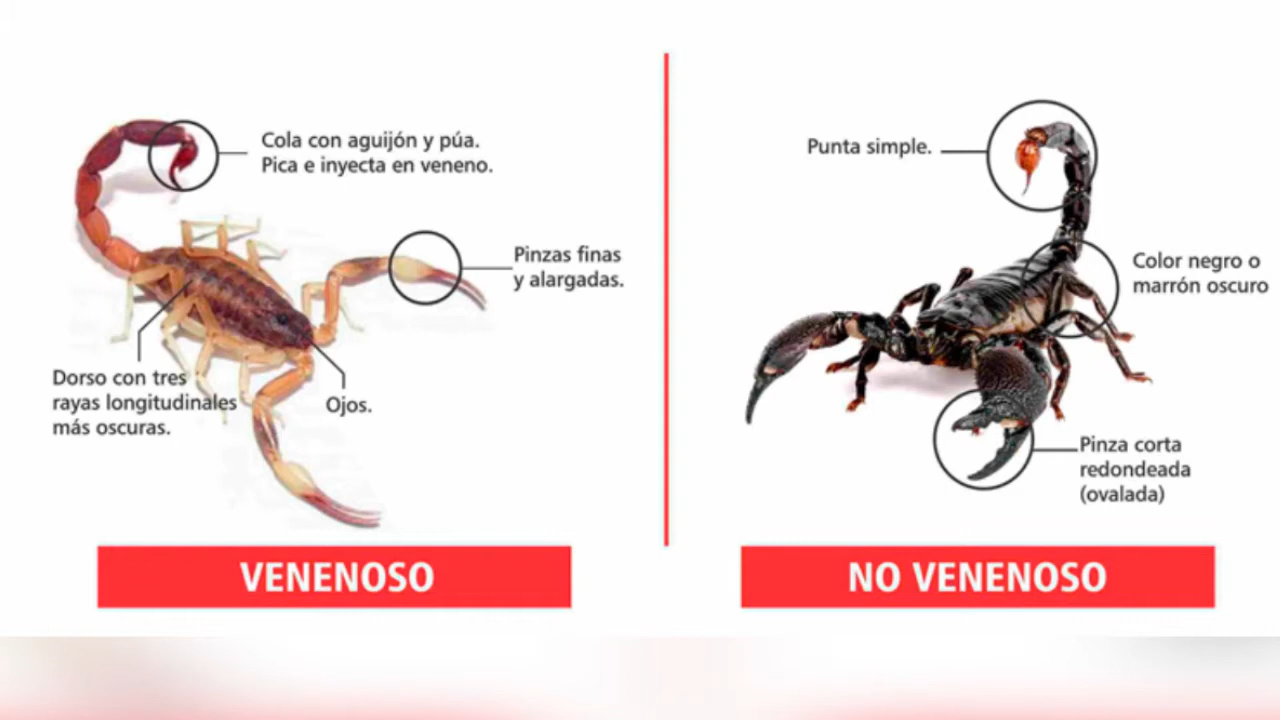 Cola con aguijón y púa.
Pica e inyecta en veneno.
Pinzas finas
y alargadas.
Dorso con tres
rayas longitudinales
más oscuras.
Ojos.
VENENOSO
Punta simple.
Color negro o
marrón oscuro
Pinza corta
redondeada
(ovalada)
NO VENENOSO